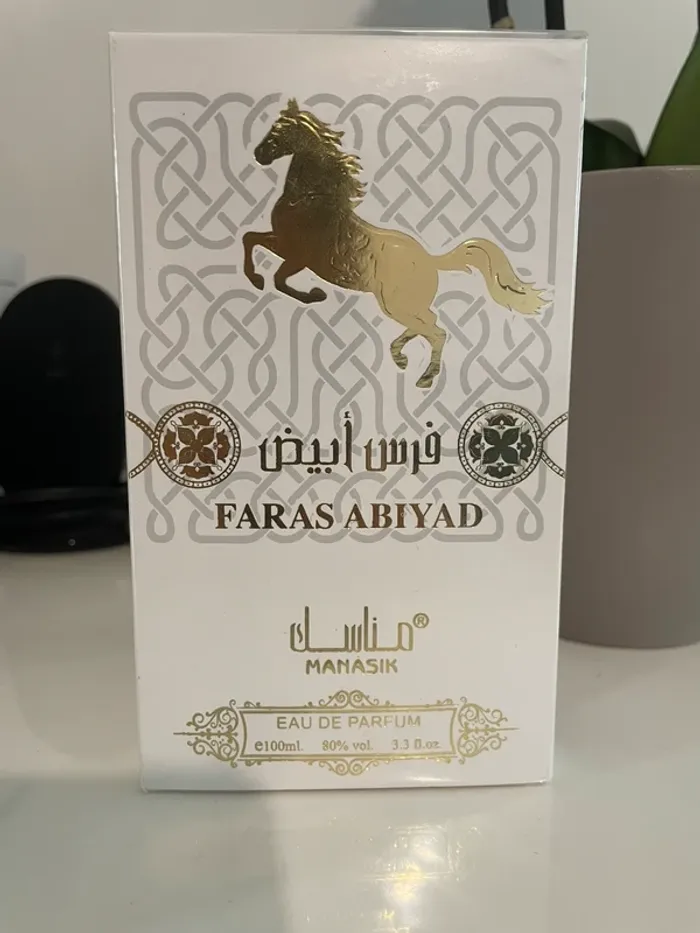 فرس أبيض
FARAS ABIYAD
مناسك®
MANASIK
EAU DE PARFUM
e100ml. 80% vol. 3.3 fl.oz.